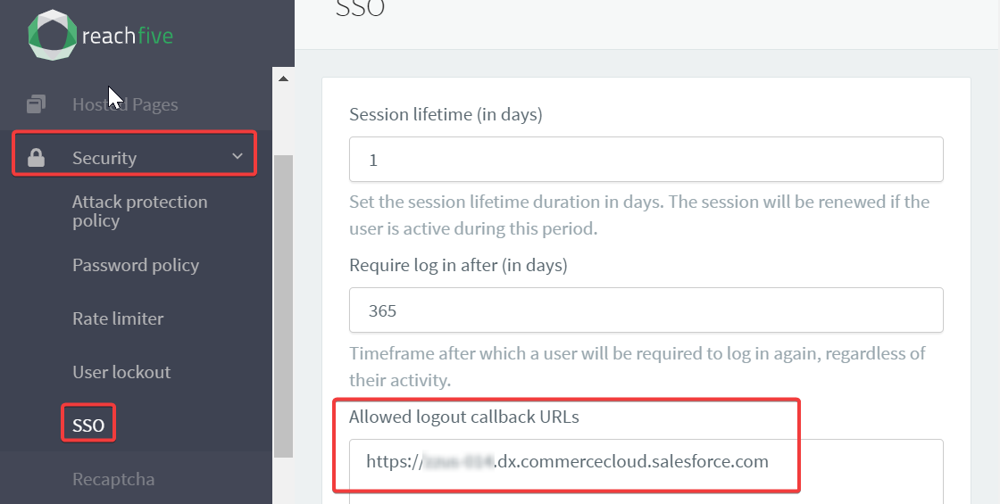 reachfive
Hosted Pages
Security
Attack protection
policy
Password policy
Rate limiter
User lockout
SSO
Recaptcha
SSO
Session lifetime (in days)
1
Set the session lifetime duration in days. The session will be renewed if the
user is active during this period.
Require log in after (in days)
365
Timeframe after which a user will be required to log in again, regardless of
their activity.
Allowed logout callback URLs
https:// .dx.commercecloud.salesforce.com